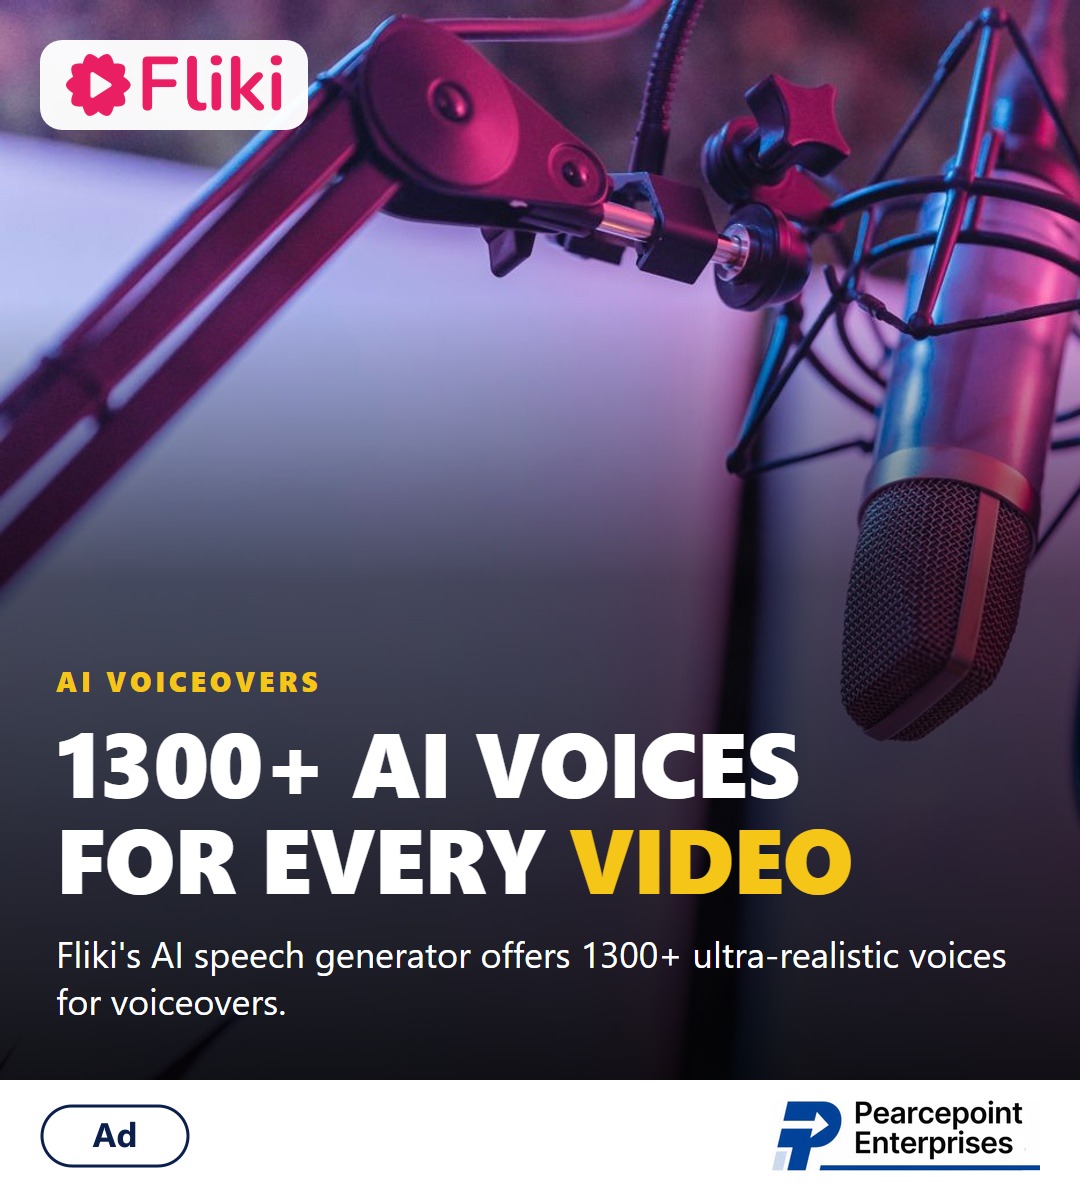 Fliki
AI VOICEOVERS
1300+ AI VOICES
FOR EVERY VIDEO
Fliki's AI speech generator offers 1300+ ultra-realistic voices
for voiceovers.
Ad
Pearcepoint
Enterprises